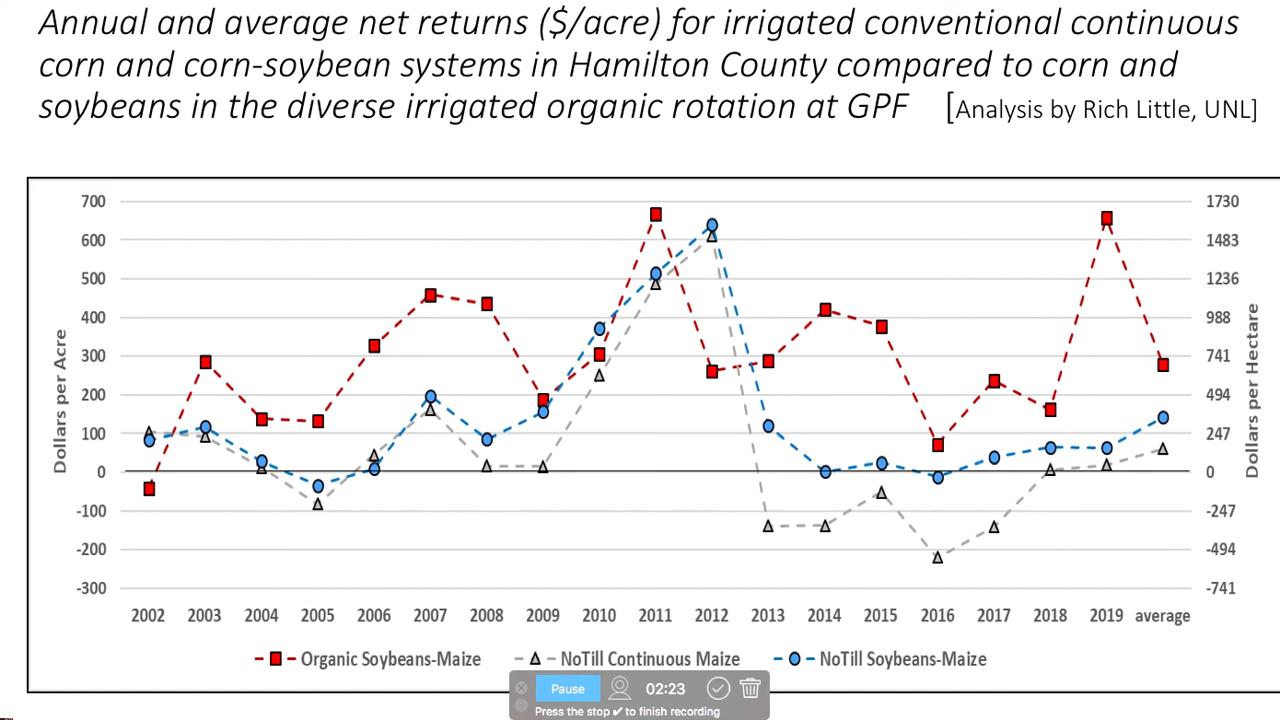 Annual and average net returns ($/acre) for irrigated conventional continuous
corn and corn-soybean systems in Hamilton County compared to corn and
soybeans in the diverse irrigated organic rotation at GPF [Analysis by Rich Little, UNL]
700 1730
600 1483
500 1236
400 988
300 741
200 494
100 247
0 0
-100 -247
-200 -494
-300 -741
Dollars per Acre
Dollars per Hectare
2002 2003 2004 2005 2006 2007 2008 2009 2010 2011 2012 2013 2014 2015 2016 2017 2018 2019 average
Organic Soybeans-Maize NoTill Continuous Maize NoTill Soybeans-Maize
Pause 02:23
Press the stop ✔ to finish recording